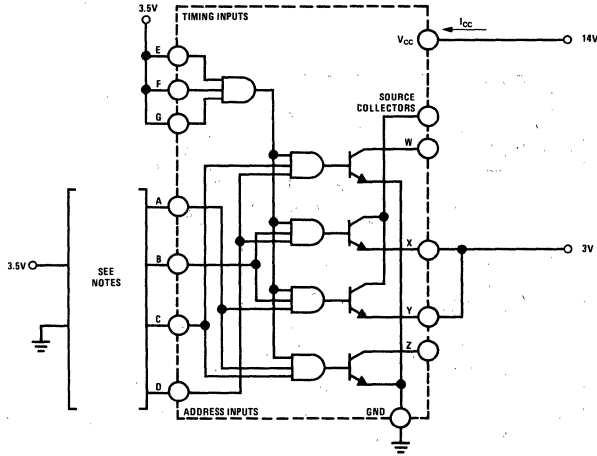 3.5V
TIMING INPUTS
ICC
VCC
14V
E
F
G
SOURCE
COLLECTORS
W
A
B
C
D
X
3V
3.5V
SEE
NOTES
Y
Z
ADDRESS INPUTS
GND